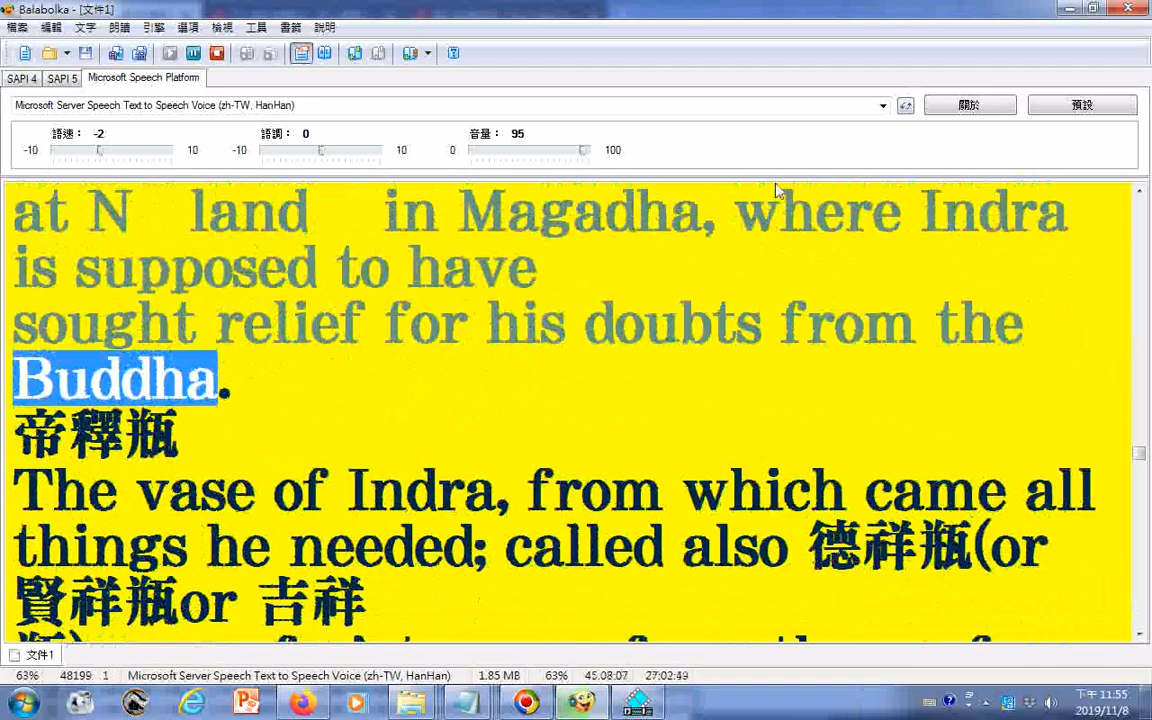 Balabolka - [文件1]
檔案 編輯 文字 朗讀 引擎 選項 檢視 工具 書籤 說明
SAPI 4 SAPI 5 Microsoft Speech Platform
Microsoft Server Speech Text to Speech Voice (zh-TW, HanHan) 關於 預設
語速： -2 語調： 0 音量： 95
-10 10 -10 10 0 100
at N land in Magadha, where Indra
is supposed to have
sought relief for his doubts from the
Buddha.
帝釋瓶
The vase of Indra, from which came all
things he needed; called also 德祥瓶(or
賢祥瓶or 吉祥
文件1
63% 48199 1 Microsoft Server Speech Text to Speech Voice (zh-TW, HanHan) 1.85 MB 63% 45:08:07 27:02:49
下午 11:55
2019/11/8